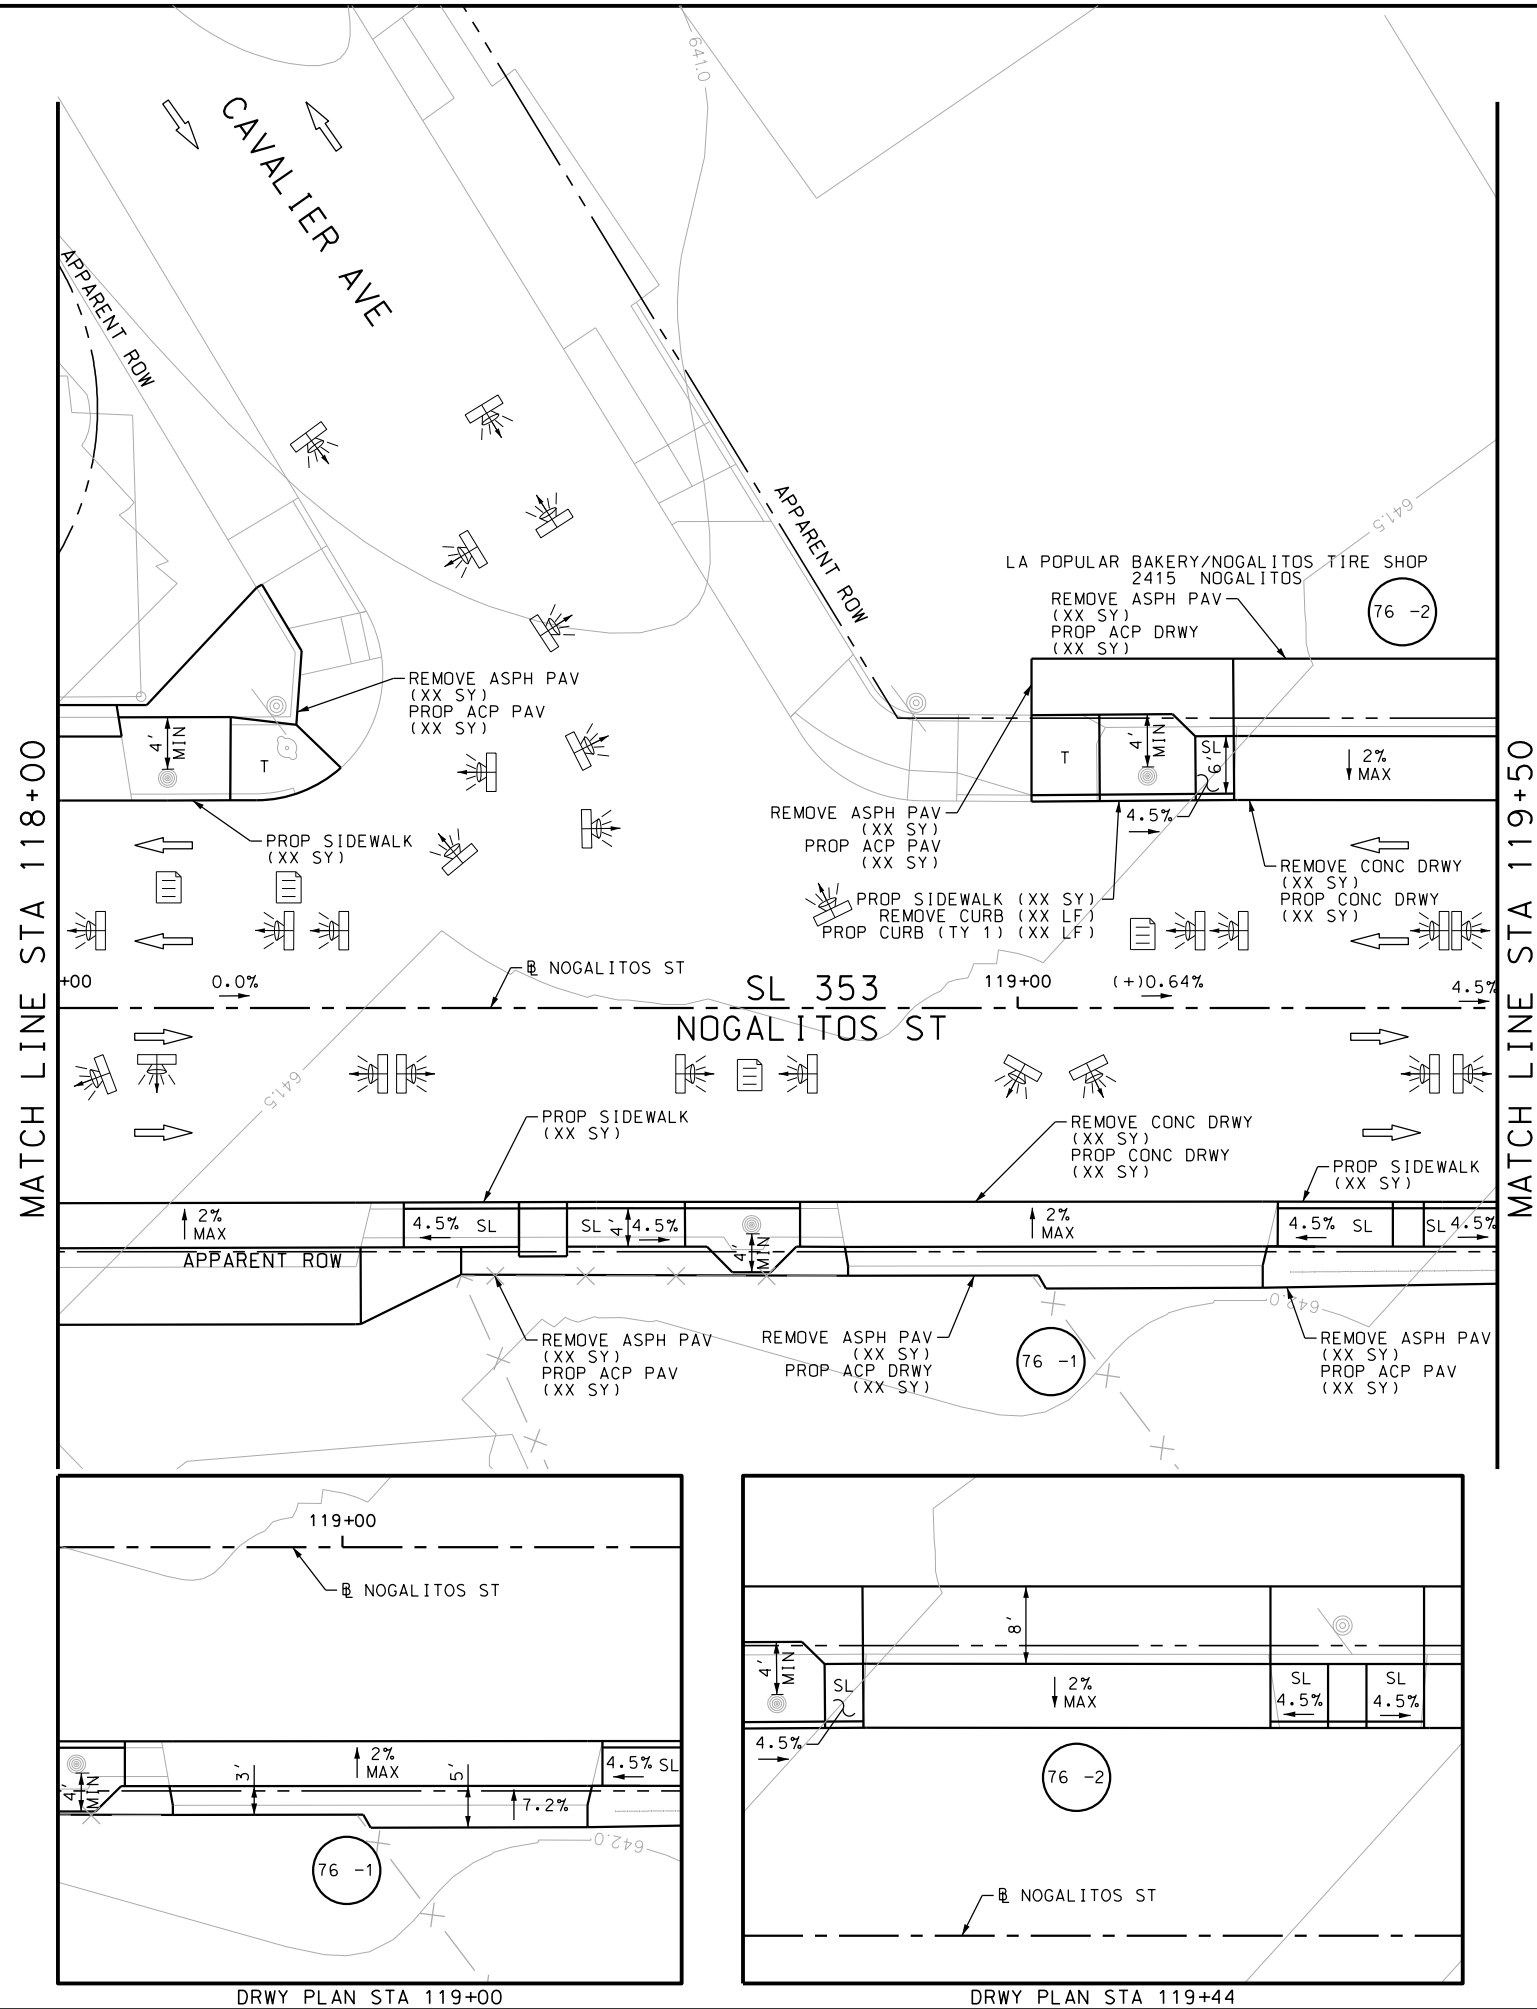 641.0
CAVALIER AVE
APPARENT ROW
APPARENT ROW
641.5
LA POPULAR BAKERY/NOGALITOS TIRE SHOP
2415 NOGALITOS
REMOVE ASPH PAV
(XX SY)
PROP ACP DRWY
(XX SY)
76 -2
REMOVE ASPH PAV
(XX SY)
PROP ACP PAV
(XX SY)
4'
MIN
T
T
4'
MIN
SL
6'
2%
MAX
4.5%
REMOVE ASPH PAV
(XX SY)
PROP ACP PAV
(XX SY)
PROP SIDEWALK
(XX SY)
REMOVE CONC DRWY
(XX SY)
PROP CONC DRWY
(XX SY)
PROP SIDEWALK (XX SY)
REMOVE CURB (XX LF)
PROP CURB (TY 1) (XX LF)
MATCH LINE STA 118+00
MATCH LINE STA 119+50
+00
0.0%
℄ NOGALITOS ST
SL 353
119+00
(+)0.64%
4.5%
NOGALITOS ST
641.5
PROP SIDEWALK
(XX SY)
REMOVE CONC DRWY
(XX SY)
PROP CONC DRWY
(XX SY)
PROP SIDEWALK
(XX SY)
2%
MAX
4.5% SL
SL
4'
4.5%
4'
MIN
2%
MAX
4.5% SL
SL 4.5%
APPARENT ROW
642.0
REMOVE ASPH PAV
(XX SY)
PROP ACP PAV
(XX SY)
REMOVE ASPH PAV
(XX SY)
PROP ACP DRWY
(XX SY)
76 -1
REMOVE ASPH PAV
(XX SY)
PROP ACP PAV
(XX SY)
119+00
℄ NOGALITOS ST
4'
MIN
3'
2%
MAX
5'
4.5% SL
7.2%
642.0
76 -1
DRWY PLAN STA 119+00
8'
4'
MIN
SL
2%
MAX
SL
4.5%
SL
4.5%
4.5%
76 -2
℄ NOGALITOS ST
DRWY PLAN STA 119+44